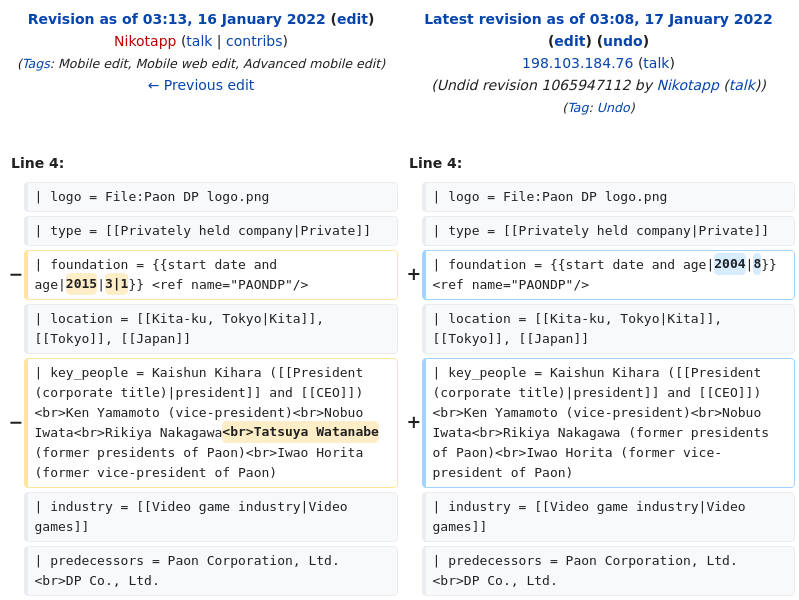 Revision as of 03:13, 16 January 2022 (edit)
Nikotapp (talk | contribs)
(Tags: Mobile edit, Mobile web edit, Advanced mobile edit)
← Previous edit
Latest revision as of 03:08, 17 January 2022
(edit) (undo)
198.103.184.76 (talk)
(Undid revision 1065947112 by Nikotapp (talk))
(Tag: Undo)
Line 4:
| logo = File:Paon DP logo.png
| type = [[Privately held company|Private]]
− | foundation = {{start date and
age|2015|3|1}} <ref name="PAONDP"/>
| location = [[Kita-ku, Tokyo|Kita]],
[[Tokyo]], [[Japan]]
− | key_people = Kaishun Kihara ([[President
(corporate title)|president]] and [[CEO]])
<br>Ken Yamamoto (vice-president)<br>Nobuo
Iwata<br>Rikiya Nakagawa<br>Tatsuya Watanabe
(former presidents of Paon)<br>Iwao Horita
(former vice-president of Paon)
| industry = [[Video game industry|Video
games]]
| predecessors = Paon Corporation, Ltd.
<br>DP Co., Ltd.
Line 4:
| logo = File:Paon DP logo.png
| type = [[Privately held company|Private]]
+ | foundation = {{start date and age|2004|8}}
<ref name="PAONDP"/>
| location = [[Kita-ku, Tokyo|Kita]],
[[Tokyo]], [[Japan]]
+ | key_people = Kaishun Kihara ([[President
(corporate title)|president]] and [[CEO]])
<br>Ken Yamamoto (vice-president)<br>Nobuo
Iwata<br>Rikiya Nakagawa (former presidents
of Paon)<br>Iwao Horita (former vice-
president of Paon)
| industry = [[Video game industry|Video
games]]
| predecessors = Paon Corporation, Ltd.
<br>DP Co., Ltd.